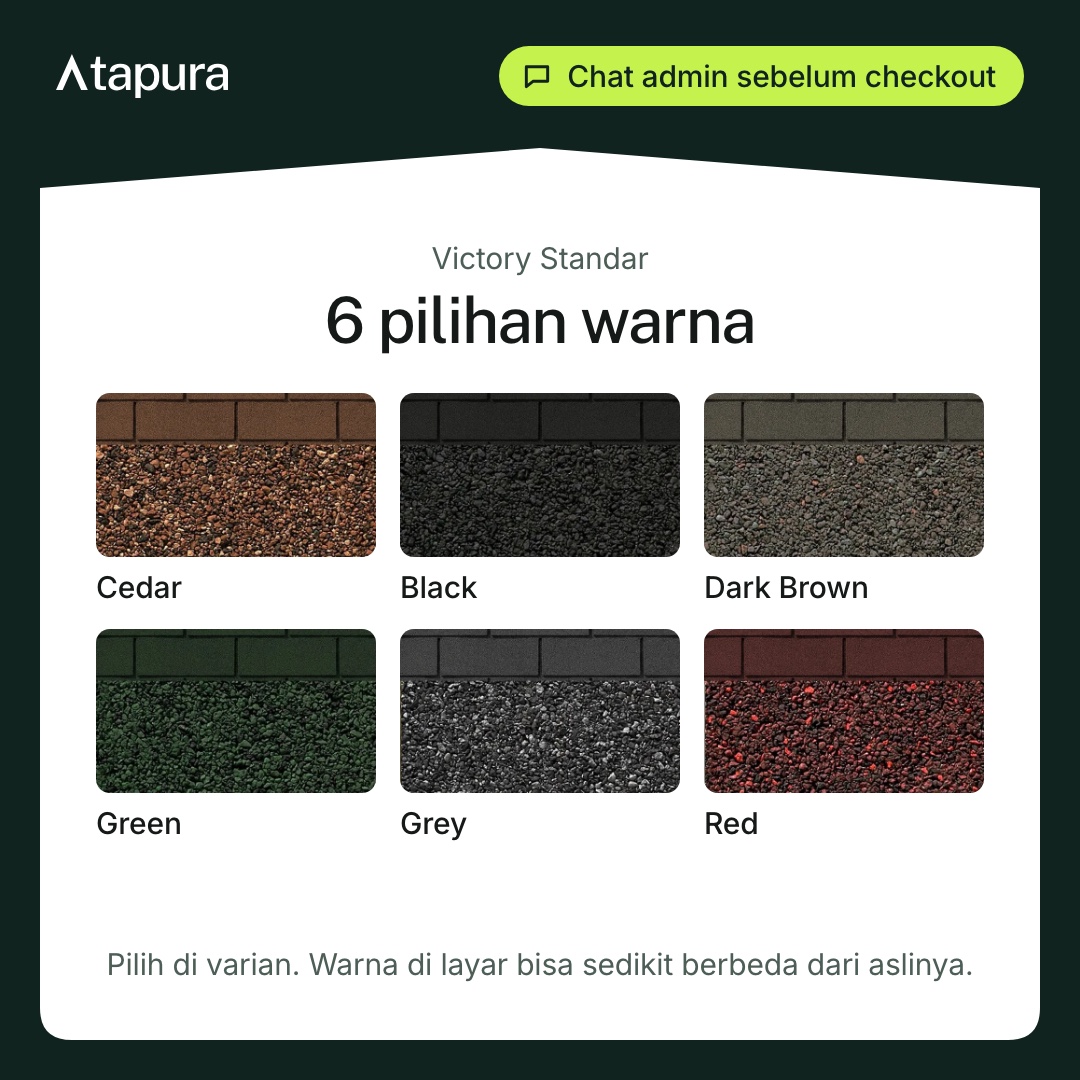 Atapura
Chat admin sebelum checkout
Victory Standar
6 pilihan warna
Cedar
Black
Dark Brown
Green
Grey
Red
Pilih di varian. Warna di layar bisa sedikit berbeda dari aslinya.